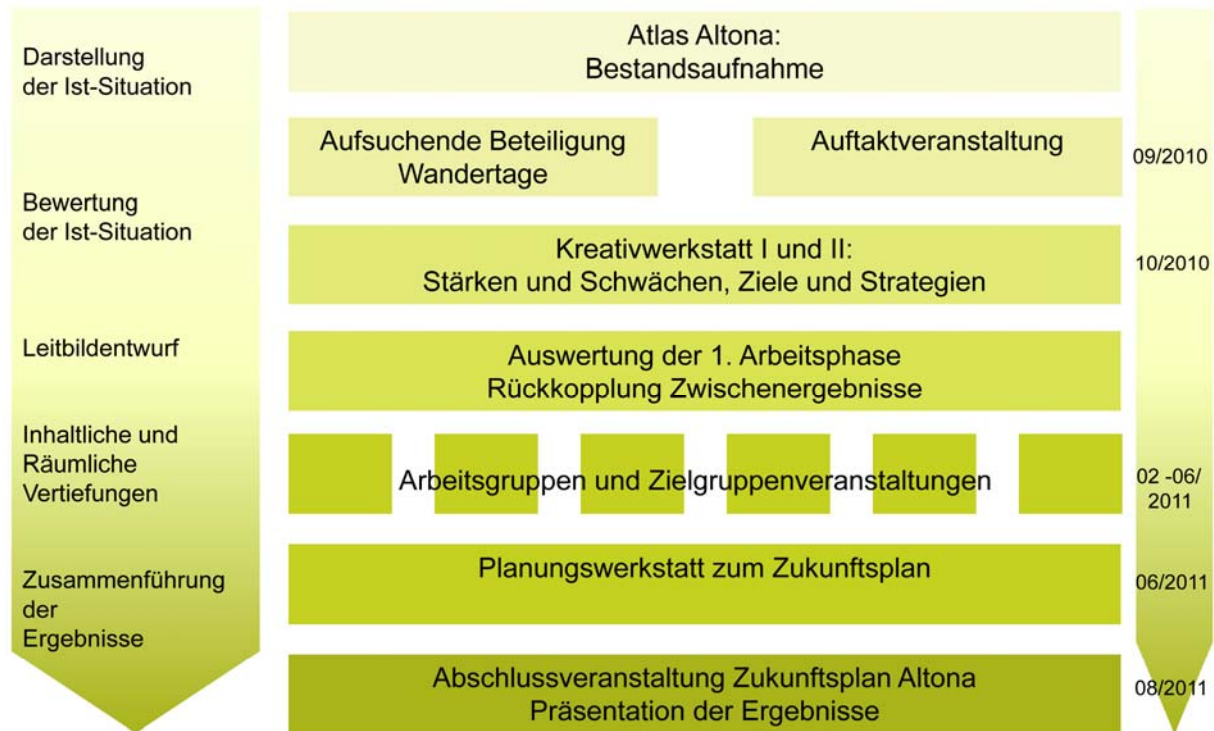 Darstellung
der Ist-Situation
Atlas Altona:
Bestandsaufnahme
Aufsuchende Beteiligung
Wandertage
Auftaktveranstaltung
09/2010
Bewertung
der Ist-Situation
Kreativwerkstatt I und II:
Stärken und Schwächen, Ziele und Strategien
10/2010
Leitbildentwurf
Auswertung der 1. Arbeitsphase
Rückkopplung Zwischenergebnisse
Inhaltliche und
Räumliche
Vertiefungen
Arbeitsgruppen und Zielgruppenveranstaltungen
02 -06/
2011
Zusammenführung
der
Ergebnisse
Planungswerkstatt zum Zukunftsplan
06/2011
Abschlussveranstaltung Zukunftsplan Altona
Präsentation der Ergebnisse
08/2011